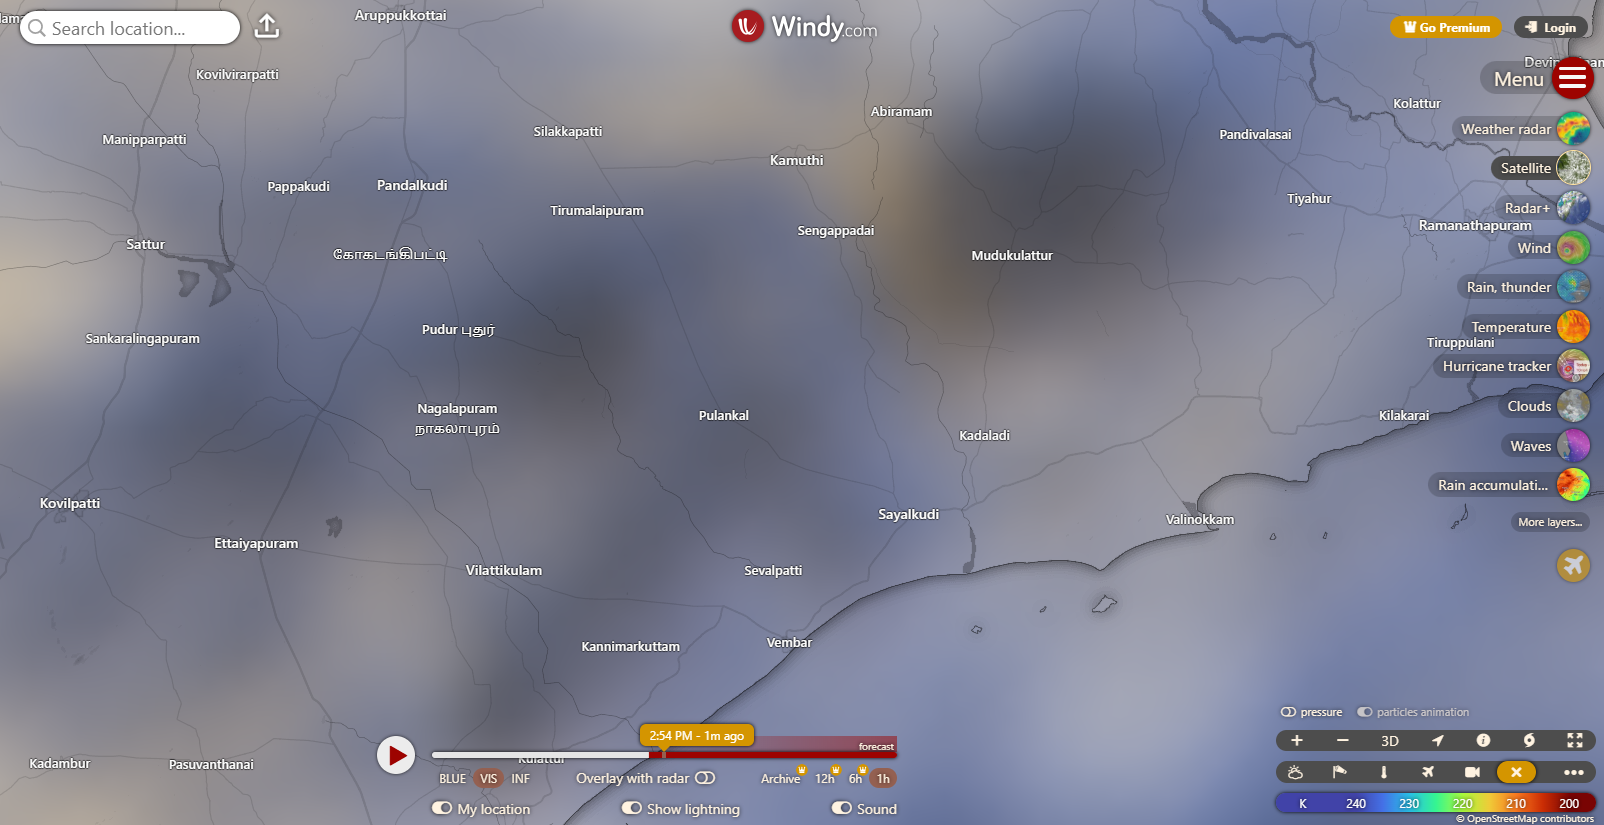 Search location...
Windy.com
Go Premium
Login
Menu
Weather radar
Satellite
Radar+
Wind
Rain, thunder
Temperature
Hurricane tracker
Clouds
Waves
Rain accumulati...
More layers...
Aruppukkottai
Kovilvirarpatti
Manipparpatti
Silakkapatti
Abiramam
Kolattur
Pandivalasai
Kamuthi
Pappakudi
Pandalkudi
Tirumalaipuram
Tiyahur
Sengappadai
Ramanathapuram
Sattur
கோகடங்கிபட்டி
Mudukulattur
Pudur புதூர்
Sankaralingapuram
Tiruppulani
Nagalapuram
நாகலாபுரம்
Pulankal
Kadaladi
Kilakarai
Kovilpatti
Sayalkudi
Valinokkam
Ettaiyapuram
Vilattikulam
Sevalpatti
Kannimarkuttam
Vembar
Kadambur
Pasuvanthanai
Kulattur
2:54 PM - 1m ago
forecast
BLUE VIS INF
Overlay with radar
Archive 12h 6h 1h
My location
Show lightning
Sound
pressure
particles animation
+ − 3D
K 240 230 220 210 200
© OpenStreetMap contributors